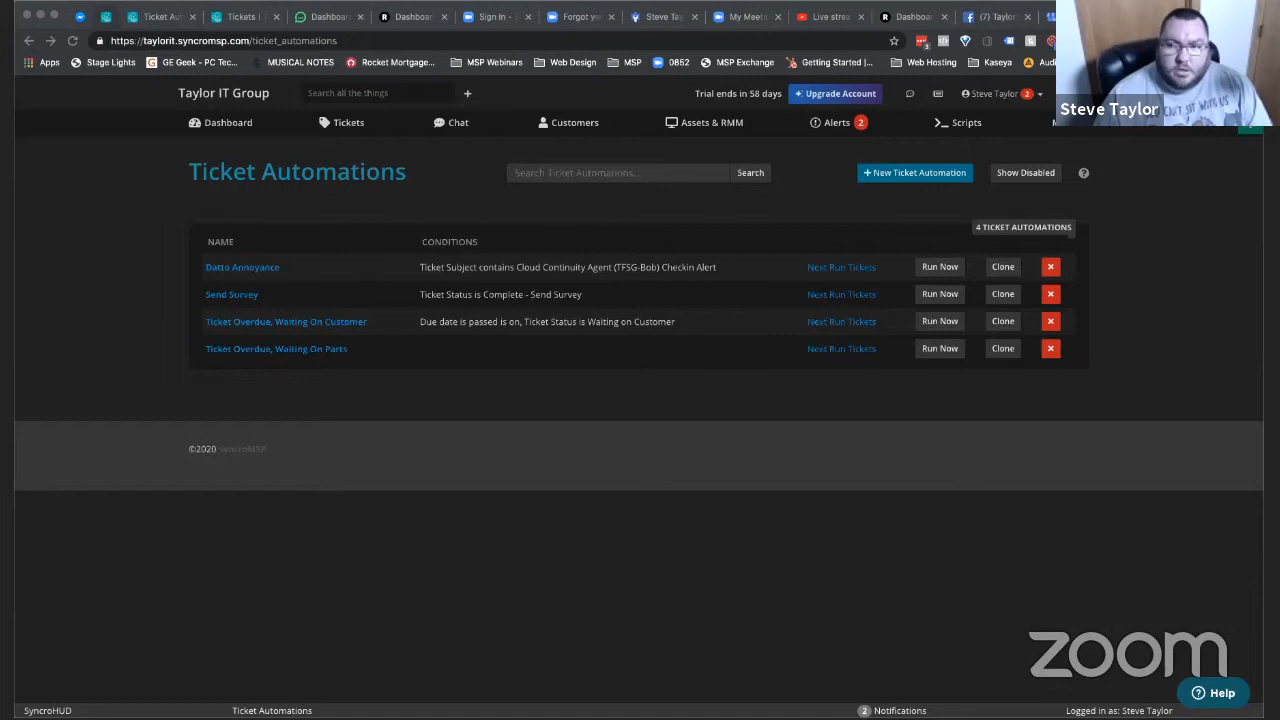 Ticket Aut
Tickets |
Dashboar
Dashboar
Sign In -
Forgot yo
Steve Tay
My Meeti
Live strea
Dashboar
(7) Taylor
https://taylorit.syncromsp.com/ticket_automations
Apps
Stage Lights
GE Geek - PC Tec...
MUSICAL NOTES
Rocket Mortgage...
MSP Webinars
Web Design
MSP
0862
MSP Exchange
Getting Started |...
Web Hosting
Kaseya
Audi
Steve Taylor
Taylor IT Group
Search all the things
+
Trial ends in 58 days
Upgrade Account
Steve Taylor 2
Dashboard
Tickets
Chat
Customers
Assets & RMM
Alerts 2
Scripts
Ticket Automations
Search Ticket Automations...
Search
+ New Ticket Automation
Show Disabled
?
4 TICKET AUTOMATIONS
NAME CONDITIONS
Datto Annoyance Ticket Subject contains Cloud Continuity Agent (TFSG-Bob) Checkin Alert Next Run Tickets Run Now Clone ×
Send Survey Ticket Status is Complete - Send Survey Next Run Tickets Run Now Clone ×
Ticket Overdue, Waiting On Customer Due date is passed is on, Ticket Status is Waiting on Customer Next Run Tickets Run Now Clone ×
Ticket Overdue, Waiting On Parts Next Run Tickets Run Now Clone ×
©2020 SyncroMSP
zoom
? Help
SyncroHUD
Ticket Automations
2 Notifications
Logged in as: Steve Taylor